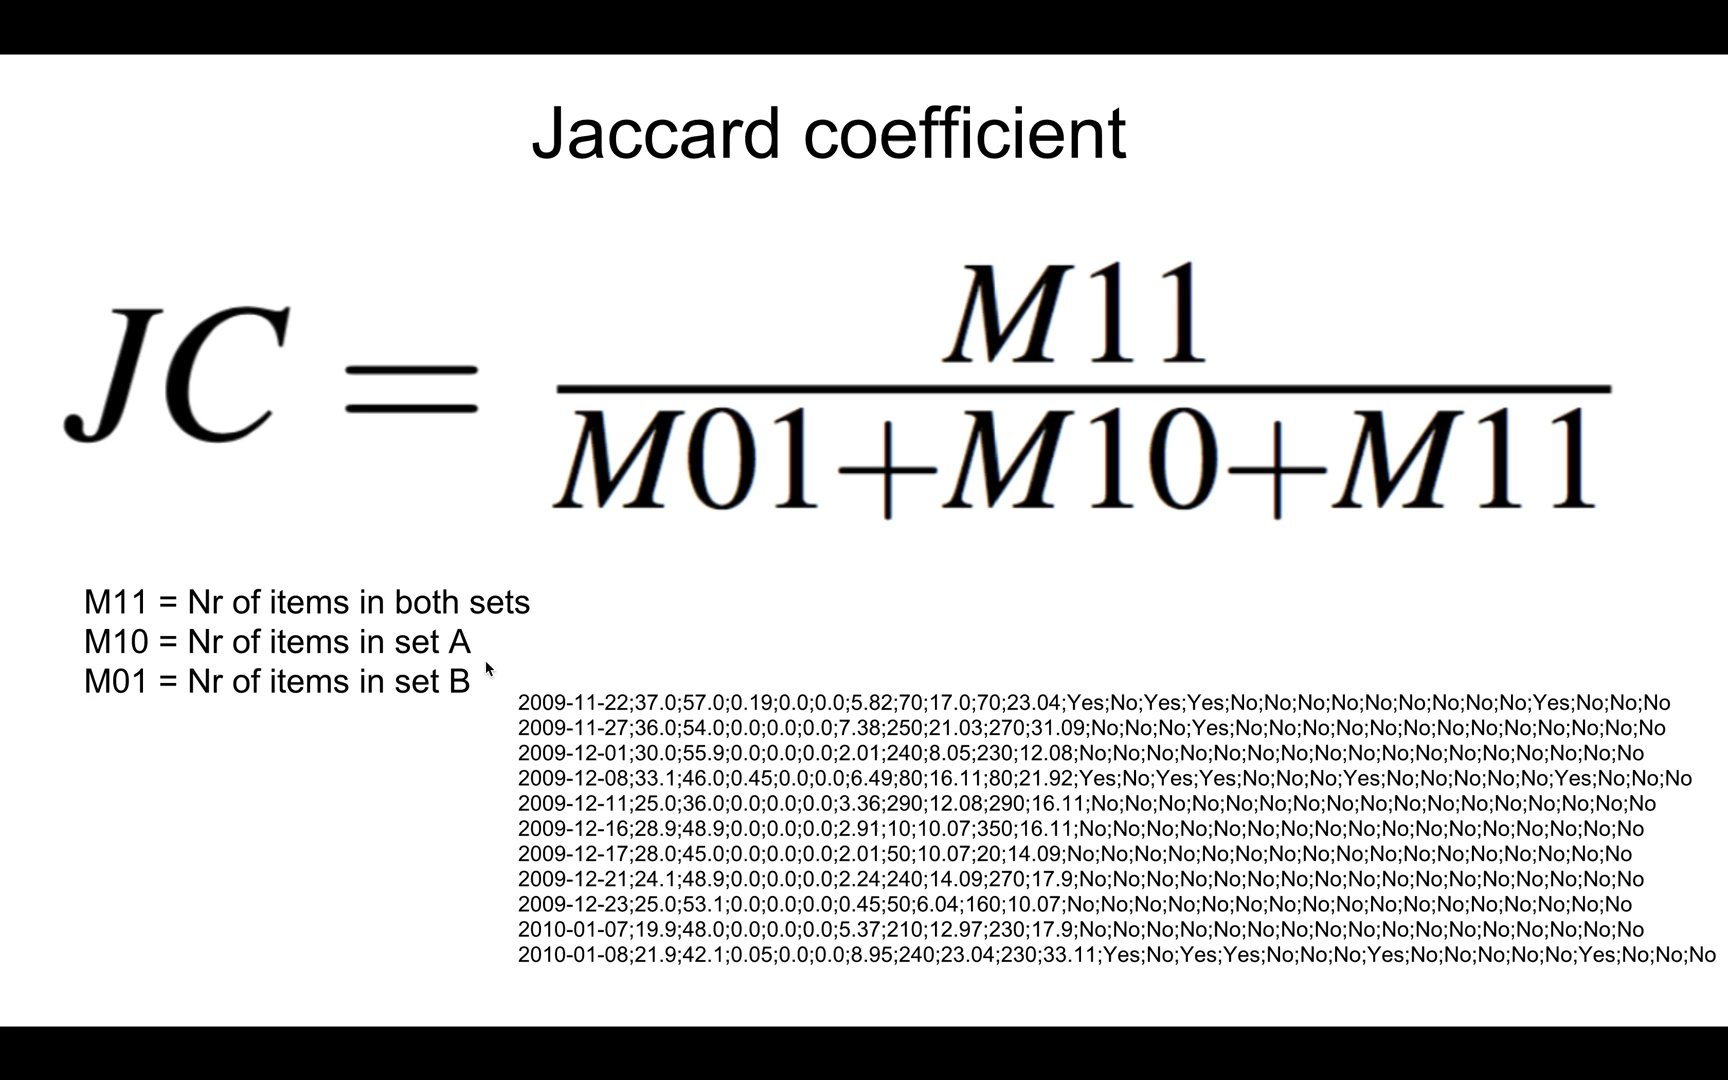 Jaccard coefficient
JC = M11 / M01+M10+M11
M11 = Nr of items in both sets
M10 = Nr of items in set A
M01 = Nr of items in set B
2009-11-22;37.0;57.0;0.19;0.0;0.0;5.82;70;17.0;70;23.04;Yes;No;Yes;Yes;No;No;No;No;No;No;No;No;No;Yes;No;No;No
2009-11-27;36.0;54.0;0.0;0.0;0.0;7.38;250;21.03;270;31.09;No;No;No;Yes;No;No;No;No;No;No;No;No;No;No;No;No;No
2009-12-01;30.0;55.9;0.0;0.0;0.0;2.01;240;8.05;230;12.08;No;No;No;No;No;No;No;No;No;No;No;No;No;No;No;No;No
2009-12-08;33.1;46.0;0.45;0.0;0.0;6.49;80;16.11;80;21.92;Yes;No;Yes;Yes;No;No;No;Yes;No;No;No;No;No;Yes;No;No;No
2009-12-11;25.0;36.0;0.0;0.0;0.0;3.36;290;12.08;290;16.11;No;No;No;No;No;No;No;No;No;No;No;No;No;No;No;No;No
2009-12-16;28.9;48.9;0.0;0.0;0.0;2.91;10;10.07;350;16.11;No;No;No;No;No;No;No;No;No;No;No;No;No;No;No;No;No
2009-12-17;28.0;45.0;0.0;0.0;0.0;2.01;50;10.07;20;14.09;No;No;No;No;No;No;No;No;No;No;No;No;No;No;No;No;No
2009-12-21;24.1;48.9;0.0;0.0;0.0;2.24;240;14.09;270;17.9;No;No;No;No;No;No;No;No;No;No;No;No;No;No;No;No;No
2009-12-23;25.0;53.1;0.0;0.0;0.0;0.45;50;6.04;160;10.07;No;No;No;No;No;No;No;No;No;No;No;No;No;No;No;No;No
2010-01-07;19.9;48.0;0.0;0.0;0.0;5.37;210;12.97;230;17.9;No;No;No;No;No;No;No;No;No;No;No;No;No;No;No;No;No
2010-01-08;21.9;42.1;0.05;0.0;0.0;8.95;240;23.04;230;33.11;Yes;No;Yes;Yes;No;No;No;Yes;No;No;No;No;No;Yes;No;No;No